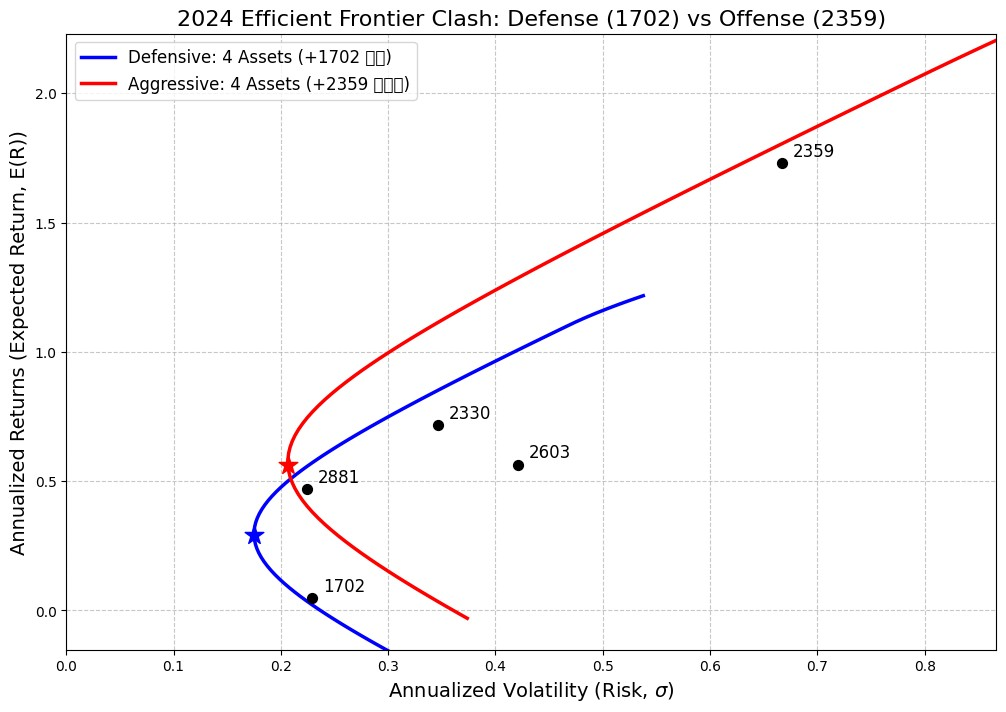 2024 Efficient Frontier Clash: Defense (1702) vs Offense (2359)
Defensive: 4 Assets (+1702 □□)
Aggressive: 4 Assets (+2359 □□□)
Annualized Returns (Expected Return, E(R))
2.0
1.5
1.0
0.5
0.0
2359
2330
2603
2881
1702
0.0 0.1 0.2 0.3 0.4 0.5 0.6 0.7 0.8
Annualized Volatility (Risk, σ)